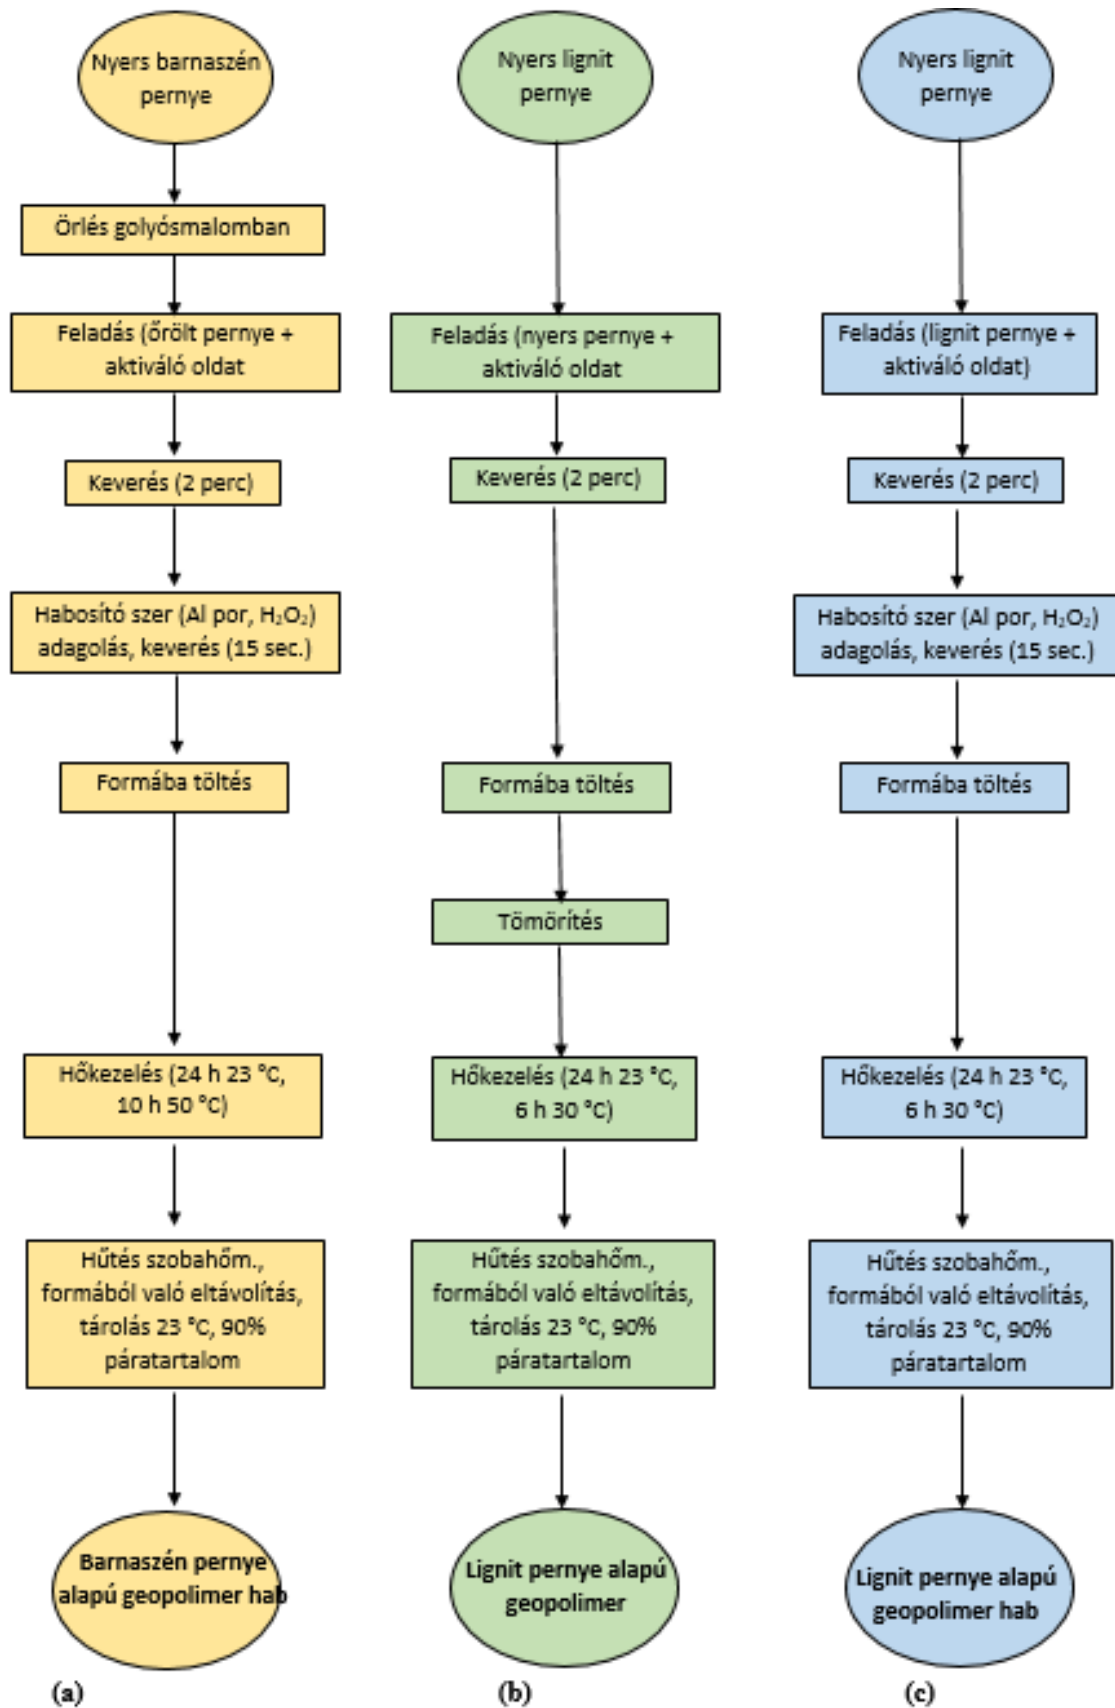 Nyers barnaszén
pernye
Őrlés golyósmalomban
Feladás (őrölt pernye +
aktiváló oldat
Keverés (2 perc)
Habosító szer (Al por, H₂O₂)
adagolás, keverés (15 sec.)
Formába töltés
Hőkezelés (24 h 23 °C,
10 h 50 °C)
Hűtés szobahőm.,
formából való eltávolítás,
tárolás 23 °C, 90%
páratartalom
Barnaszén pernye
alapú geopolimer hab
(a)
Nyers lignit
pernye
Feladás (nyers pernye +
aktiváló oldat
Keverés (2 perc)
Formába töltés
Tömörítés
Hőkezelés (24 h 23 °C,
6 h 30 °C)
Hűtés szobahőm.,
formából való eltávolítás,
tárolás 23 °C, 90%
páratartalom
Lignit pernye alapú
geopolimer
(b)
Nyers lignit
pernye
Feladás (lignit pernye +
aktiváló oldat)
Keverés (2 perc)
Habosító szer (Al por, H₂O₂)
adagolás, keverés (15 sec.)
Formába töltés
Hőkezelés (24 h 23 °C,
6 h 30 °C)
Hűtés szobahőm.,
formából való eltávolítás,
tárolás 23 °C, 90%
páratartalom
Lignit pernye alapú
geopolimer hab
(c)